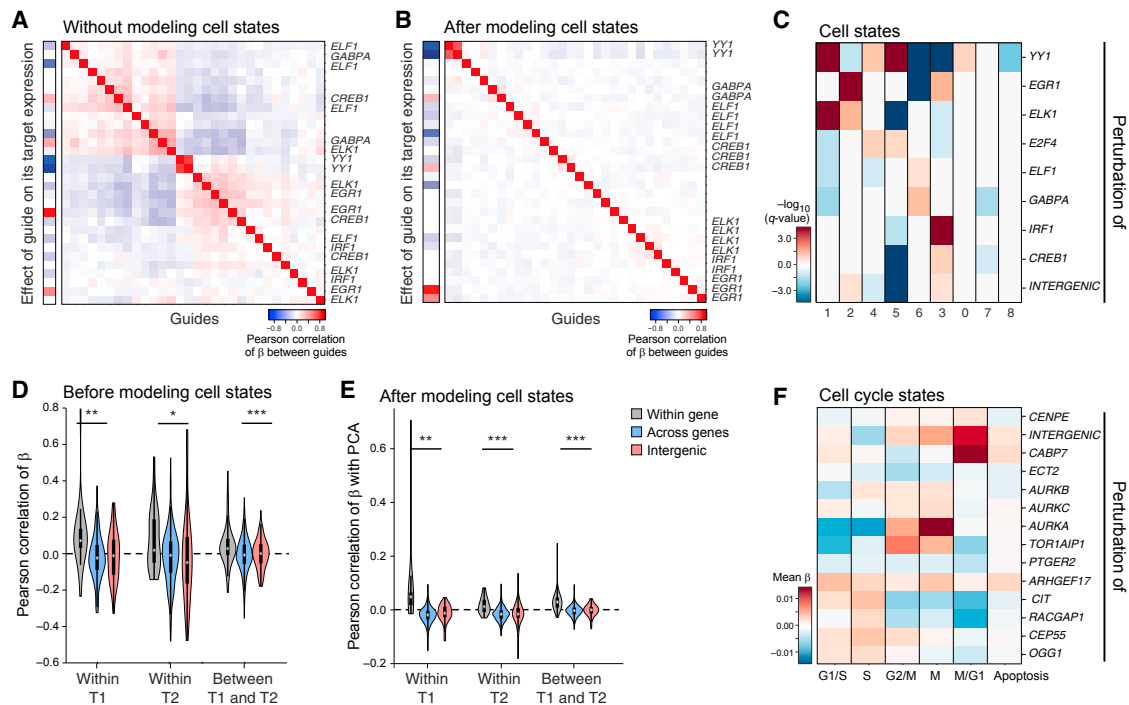 A Without modeling cell states
Effect of guide on its target expression
ELF1
GABPA
ELF1
CREB1
ELF1
GABPA
ELK1
YY1
YY1
ELK1
EGR1
EGR1
CREB1
ELF1
IRF1
CREB1
ELK1
IRF1
EGR1
ELK1
Guides
−0.8 0.0 0.8
Pearson correlation
of β between guides
B After modeling cell states
Effect of guide on its target expression
YY1
YY1
GABPA
GABPA
ELF1
ELF1
ELF1
ELF1
CREB1
CREB1
CREB1
ELK1
ELK1
ELK1
ELK1
IRF1
IRF1
EGR1
EGR1
EGR1
Guides
−0.8 0.0 0.8
Pearson correlation
of β between guides
C Cell states
YY1
EGR1
ELK1
E2F4
ELF1
GABPA
IRF1
CREB1
INTERGENIC
Perturbation of
−log10
(q-value)
3.0
0.0
−3.0
1 2 4 5 6 3 0 7 8
D Before modeling cell states
Pearson correlation of β
0.8
0.6
0.4
0.2
0.0
−0.2
−0.4
−0.6
** * ***
Within
T1
Within
T2
Between
T1 and T2
E After modeling cell states
Pearson correlation of β with PCA
0.6
0.4
0.2
0.0
−0.2
** *** ***
Within gene
Across genes
Intergenic
Within
T1
Within
T2
Between
T1 and T2
F Cell cycle states
CENPE
INTERGENIC
CABP7
ECT2
AURKB
AURKC
AURKA
TOR1AIP1
PTGER2
ARHGEF17
CIT
RACGAP1
CEP55
OGG1
Perturbation of
Mean β
0.01
0.00
−0.01
G1/S S G2/M M M/G1 Apoptosis